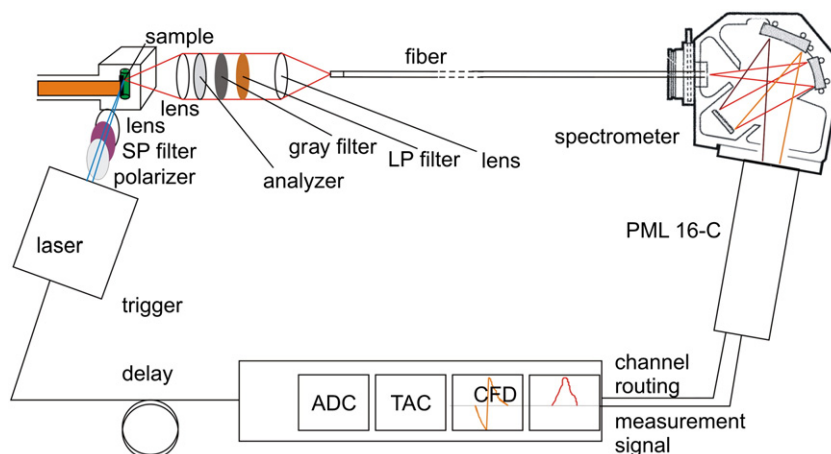 sample
fiber
lens
lens
SP filter
polarizer
gray filter
LP filter
lens
analyzer
spectrometer
laser
PML 16-C
trigger
delay
ADC
TAC
CFD
channel
routing
measurement
signal